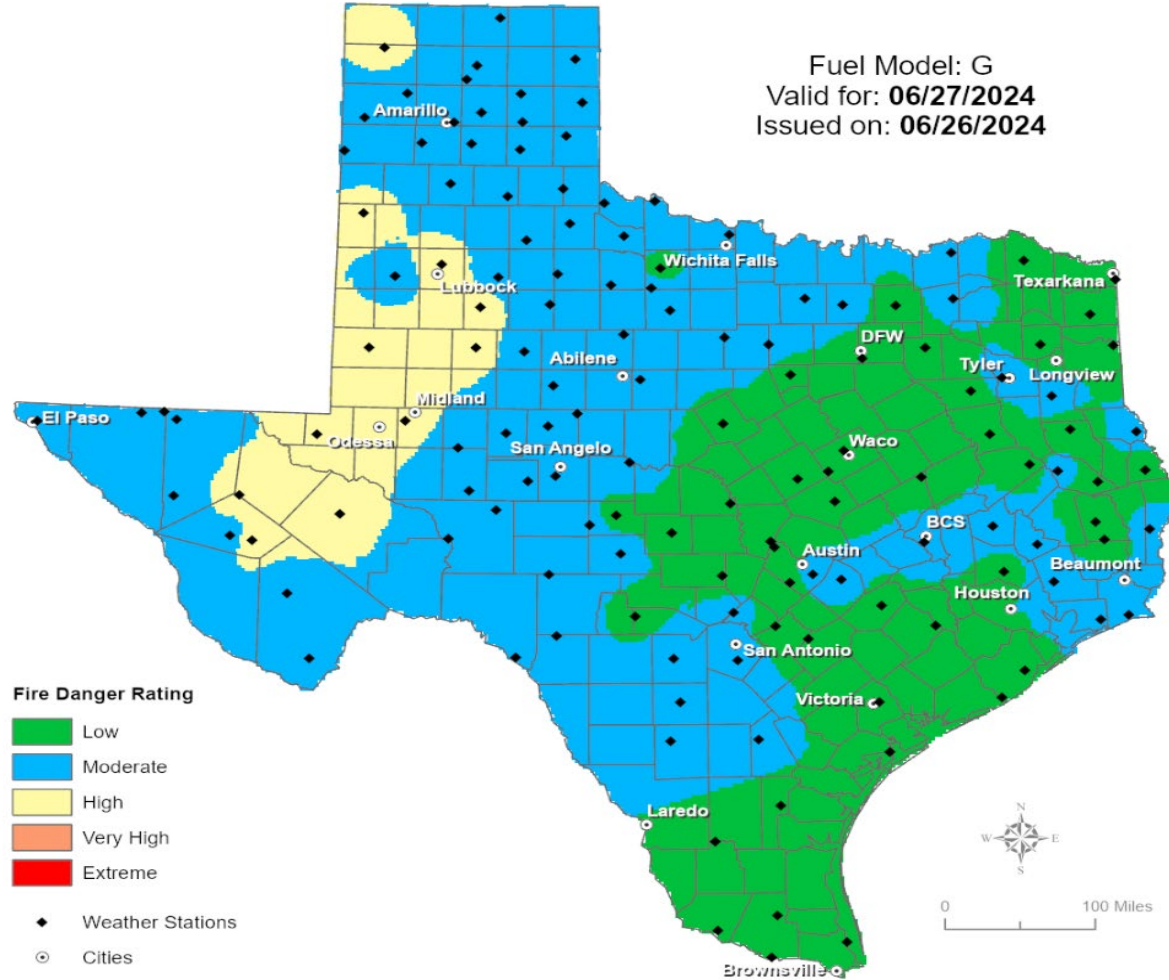 Fuel Model: G
Valid for: 06/27/2024
Issued on: 06/26/2024
Amarillo
Wichita Falls
Lubbock
Texarkana
DFW
Abilene
Tyler
Longview
Midland
El Paso
Odessa
San Angelo
Waco
BCS
Austin
Beaumont
Houston
San Antonio
Victoria
Laredo
Brownsville
Fire Danger Rating
Low
Moderate
High
Very High
Extreme
Weather Stations
Cities
N
W E
S
0 100 Miles